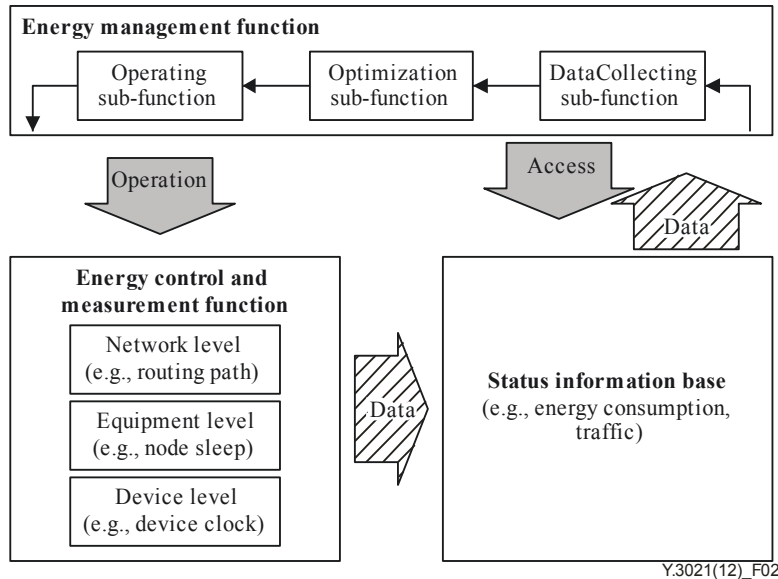 Energy management function
Operating
sub-function
Optimization
sub-function
DataCollecting
sub-function
Operation
Access
Data
Energy control and
measurement function
Network level
(e.g., routing path)
Equipment level
(e.g., node sleep)
Device level
(e.g., device clock)
Data
Status information base
(e.g., energy consumption,
traffic)
Y.3021(12)_F02